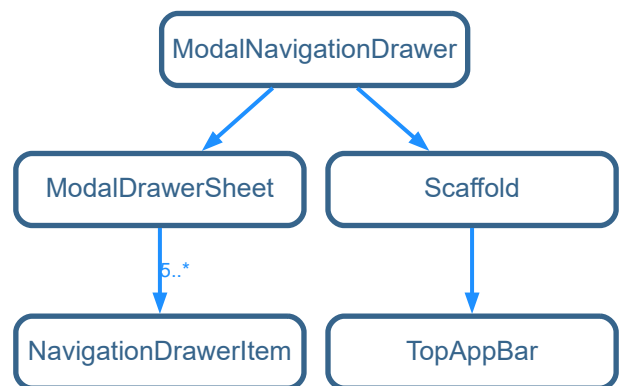 ModalNavigationDrawer
ModalDrawerSheet
Scaffold
5..*
NavigationDrawerItem
TopAppBar